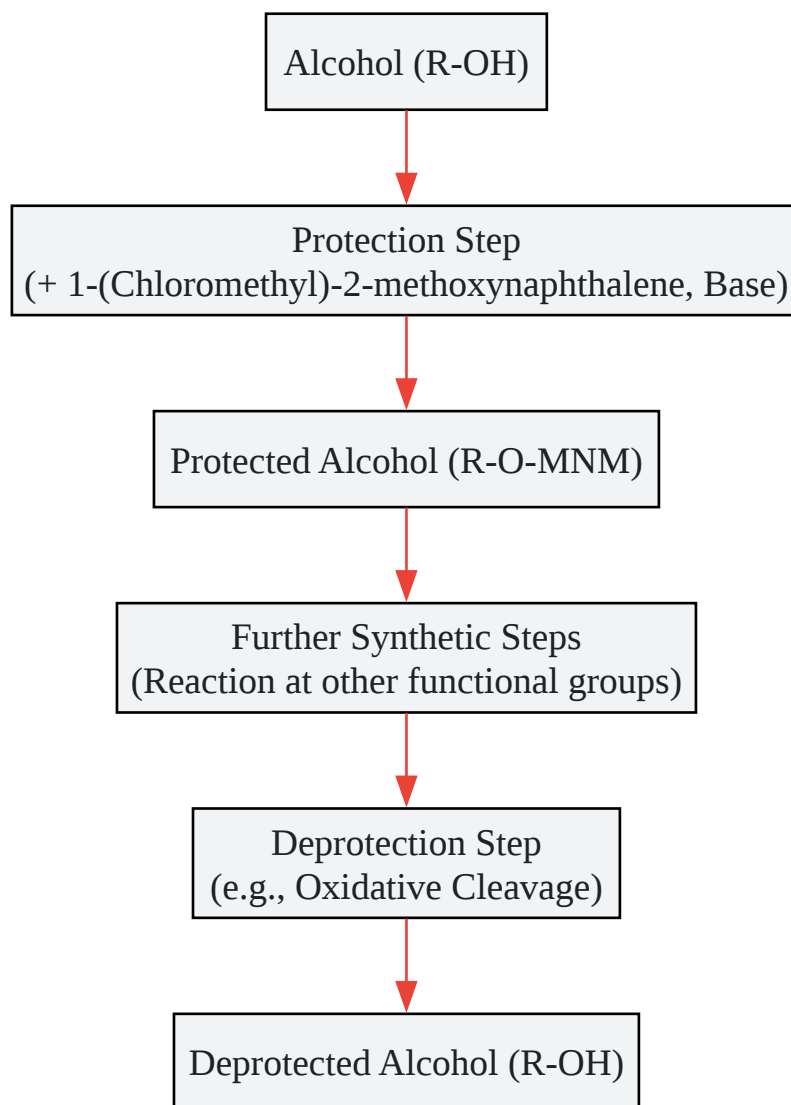 Alcohol (R-OH)
Protection Step
(+ 1-(Chloromethyl)-2-methoxynaphthalene, Base)
Protected Alcohol (R-O-MNM)
Further Synthetic Steps
(Reaction at other functional groups)
Deprotection Step
(e.g., Oxidative Cleavage)
Deprotected Alcohol (R-OH)